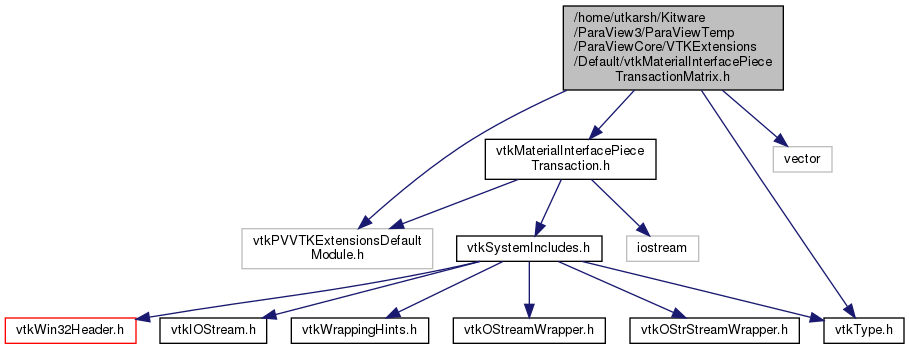 /home/utkarsh/Kitware
/ParaView3/ParaViewTemp
/ParaViewCore/VTKExtensions
/Default/vtkMaterialInterfacePiece
TransactionMatrix.h
vtkMaterialInterfacePiece
Transaction.h
vector
vtkPVVTKExtensionsDefault
Module.h
vtkSystemIncludes.h
iostream
vtkWin32Header.h
vtkIOStream.h
vtkWrappingHints.h
vtkOStreamWrapper.h
vtkOStrStreamWrapper.h
vtkType.h